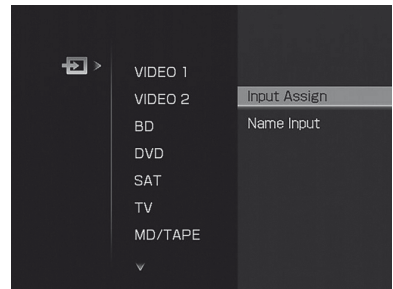 VIDEO 1
VIDEO 2
BD
DVD
SAT
TV
MD/TAPE
Input Assign
Name Input